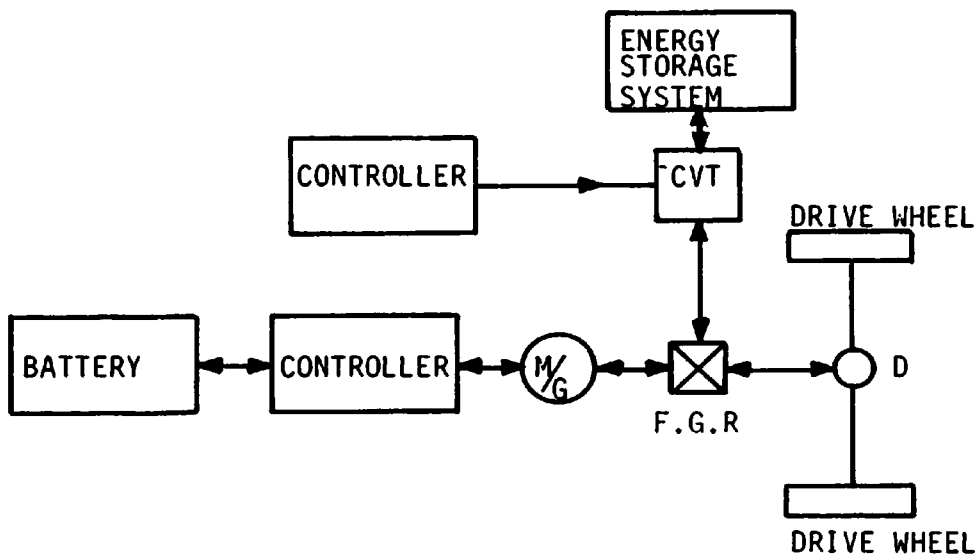 ENERGY
STORAGE
SYSTEM
CONTROLLER
CVT
DRIVE WHEEL
BATTERY
CONTROLLER
M/G
D
F.G.R
DRIVE WHEEL